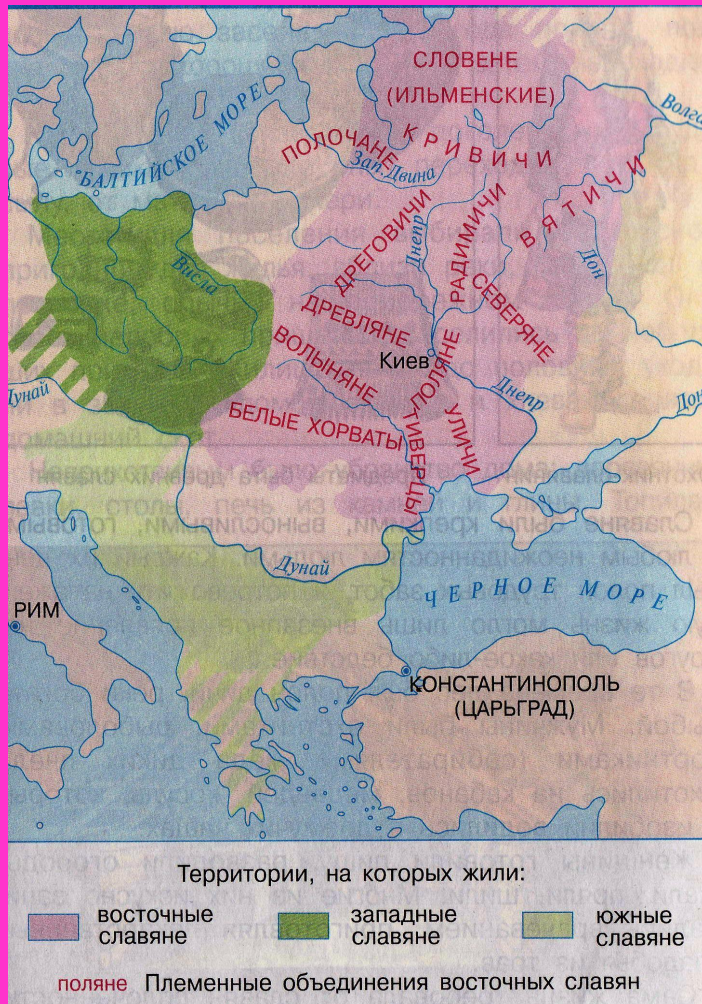 СЛОВЕНЕ
(ИЛЬМЕНСКИЕ)
Волга
КРИВИЧИ
ПОЛОЧАНЕ
Зап. Двина
БАЛТИЙСКОЕ МОРЕ
ВЯТИЧИ
ДРЕГОВИЧИ
Днепр
РАДИМИЧИ
Дон
Висла
СЕВЕРЯНЕ
ДРЕВЛЯНЕ
Киев
ПОЛЯНЕ
ВОЛЫНЯНЕ
Днепр
Дунай
Дон
БЕЛЫЕ ХОРВАТЫ
ТИВЕРЦЫ
УЛИЧИ
Дунай
ЧЕРНОЕ МОРЕ
РИМ
КОНСТАНТИНОПОЛЬ
(ЦАРЬГРАД)
Территории, на которых жили:
восточные
славяне
западные
славяне
южные
славяне
поляне Племенные объединения восточных славян